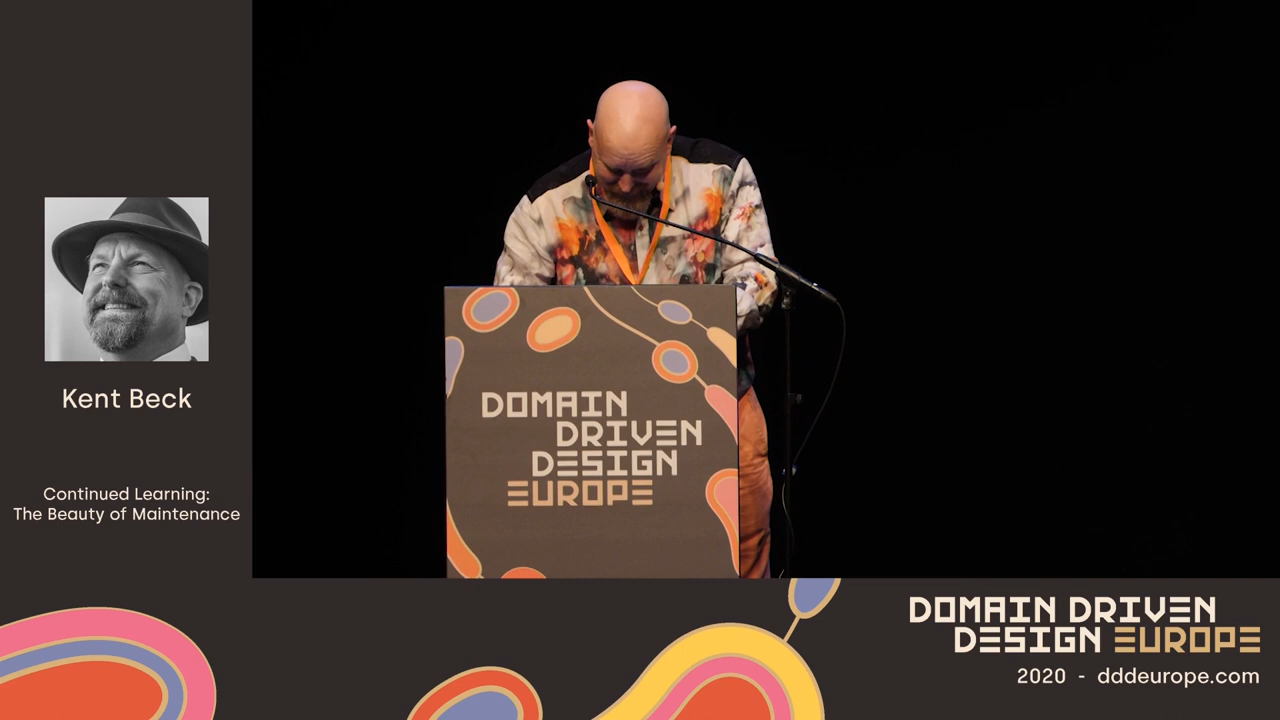 Kent Beck
Continued Learning:
The Beauty of Maintenance
DOMAIN
DRIVEN
DESIGN
EUROPE
DOMAIN DRIVEN
DESIGN EUROPE
2020 - dddeurope.com